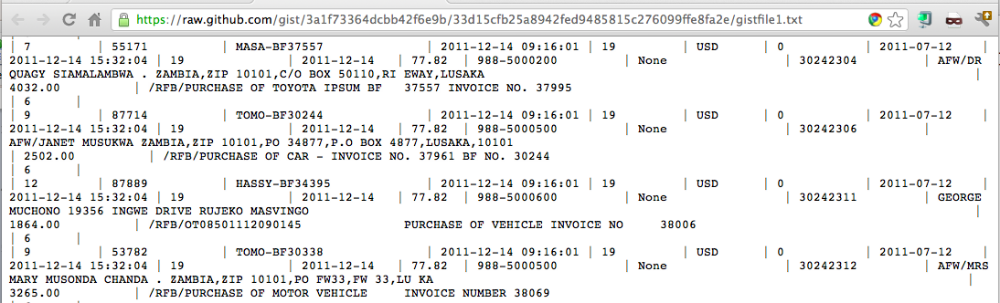 https://raw.github.com/gist/3a1f73364dcbb42f6e9b/33d15cfb25a8942fed9485815c276099ffe8fa2e/gistfile1.txt
| 7 | 55171 | MASA-BF37557 | 2011-12-14 09:16:01 | 19 | USD | 0 | 2011-07-12 |
2011-12-14 15:32:04 | 19 | 2011-12-14 | 77.82 | 988-5000200 | None | 30242304 | AFW/DR
QUAGY SIAMALAMBWA . ZAMBIA,ZIP 10101,C/O BOX 50110,RI EWAY,LUSAKA |
4032.00 | /RFB/PURCHASE OF TOYOTA IPSUM BF 37557 INVOICE NO. 37995
| 6 |
| 9 | 87714 | TOMO-BF30244 | 2011-12-14 09:16:01 | 19 | USD | 0 | 2011-07-12 |
2011-12-14 15:32:04 | 19 | 2011-12-14 | 77.82 | 988-5000500 | None | 30242306 |
AFW/JANET MUSUKWA ZAMBIA,ZIP 10101,PO 34877,P.O BOX 4877,LUSAKA,10101
| 2502.00 | /RFB/PURCHASE OF CAR - INVOICE NO. 37961 BF NO. 30244
| 6 |
| 12 | 87889 | HASSY-BF34395 | 2011-12-14 09:16:01 | 19 | USD | 0 | 2011-07-12 |
2011-12-14 15:32:04 | 19 | 2011-12-14 | 77.82 | 988-5000600 | None | 30242311 | GEORGE
MUCHONO 19356 INGWE DRIVE RUJEKO MASVINGO |
1864.00 | /RFB/OT08501112090145 PURCHASE OF VEHICLE INVOICE NO 38006
| 6 |
| 9 | 53782 | TOMO-BF30338 | 2011-12-14 09:16:01 | 19 | USD | 0 | 2011-07-12 |
2011-12-14 15:32:04 | 19 | 2011-12-14 | 77.82 | 988-5000500 | None | 30242312 | AFW/MRS
MARY MUSONDA CHANDA . ZAMBIA,ZIP 10101,PO FW33,FW 33,LU KA |
3265.00 | /RFB/PURCHASE OF MOTOR VEHICLE INVOICE NUMBER 38069